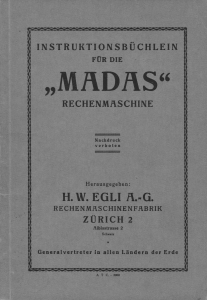 INSTRUKTIONSBÜCHLEIN
FÜR DIE
„MADAS“
RECHENMASCHINE
Nachdruck
verboten
Herausgegeben:
H. W. EGLI A.-G.
RECHENMASCHINENFABRIK
ZÜRICH 2
Generalvertreter in allen Ländern der Erde